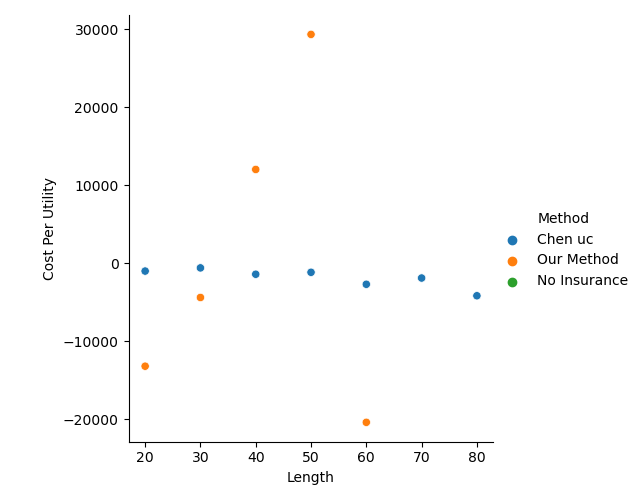 30000
20000
10000
0
−10000
−20000
Cost Per Utility
20 30 40 50 60 70 80
Length
Method
Chen uc
Our Method
No Insurance